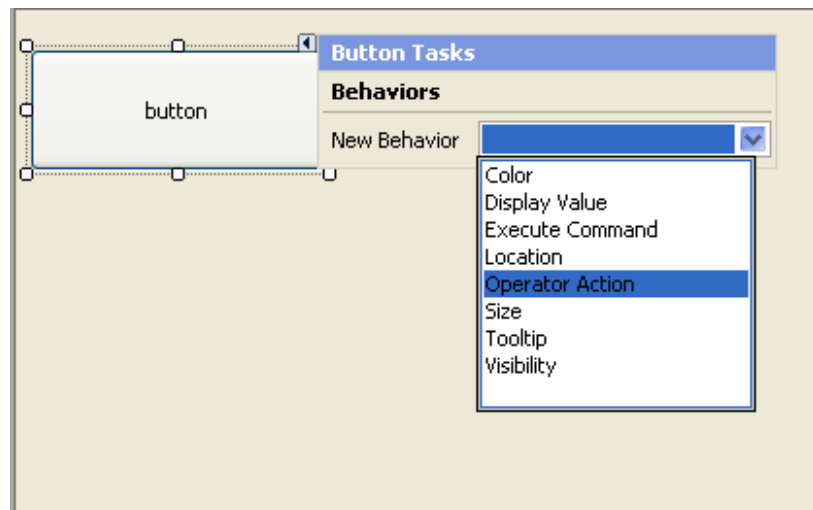 Button Tasks
Behaviors
button
New Behavior
Color
Display Value
Execute Command
Location
Operator Action
Size
Tooltip
Visibility